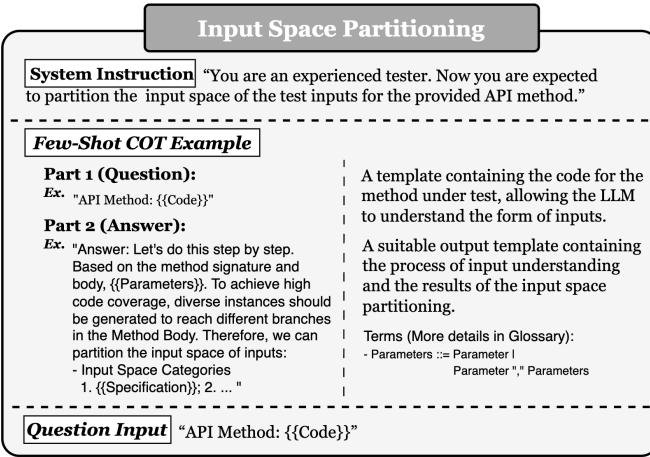 Input Space Partitioning
System Instruction “You are an experienced tester. Now you are expected
to partition the input space of the test inputs for the provided API method.”
Few-Shot COT Example
Part 1 (Question):
Ex. "API Method: {{Code}}"
Part 2 (Answer):
Ex. "Answer: Let's do this step by step.
Based on the method signature and
body, {{Parameters}}. To achieve high
code coverage, diverse instances should
be generated to reach different branches
in the Method Body. Therefore, we can
partition the input space of inputs:
- Input Space Categories
1. {{Specification}}; 2. ... "
A template containing the code for the
method under test, allowing the LLM
to understand the form of inputs.
A suitable output template containing
the process of input understanding
and the results of the input space
partitioning.
Terms (More details in Glossary):
- Parameters ::= Parameter |
Parameter "," Parameters
Question Input “API Method: {{Code}}”